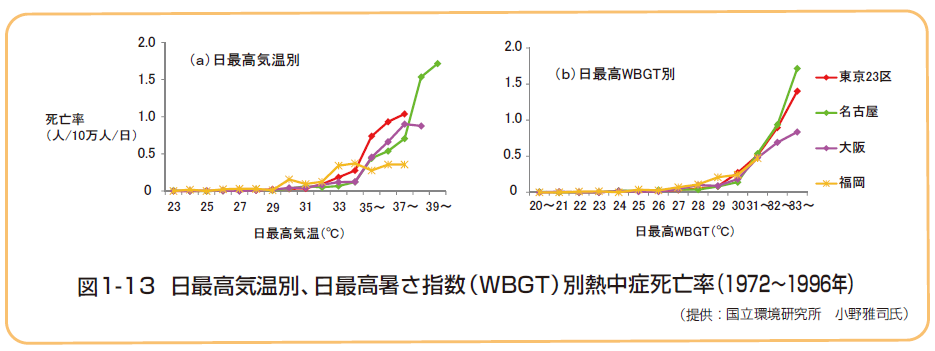 (a)日最高気温別
死亡率
(人/10万人/日)
2.0
1.5
1.0
0.5
0
23 25 27 29 31 33 35～ 37～ 39～
日最高気温(℃)
(b)日最高WBGT別
2.0
1.5
1.0
0.5
0
20～21 22 23 24 25 26 27 28 29 30 31～32～33～
日最高WBGT(℃)
東京23区
名古屋
大阪
福岡
図1-13 日最高気温別、日最高暑さ指数(WBGT)別熱中症死亡率(1972～1996年)
(提供：国立環境研究所 小野雅司氏)